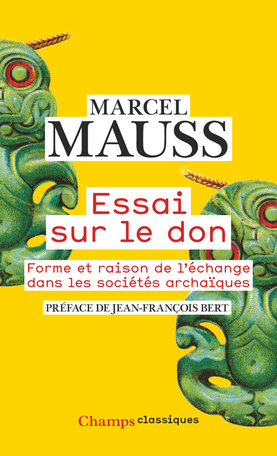 MARCEL
MAUSS
Essai
sur le don
Forme et raison de l'échange
dans les sociétés archaïques
PRÉFACE DE JEAN-FRANÇOIS BERT
Champs classiques